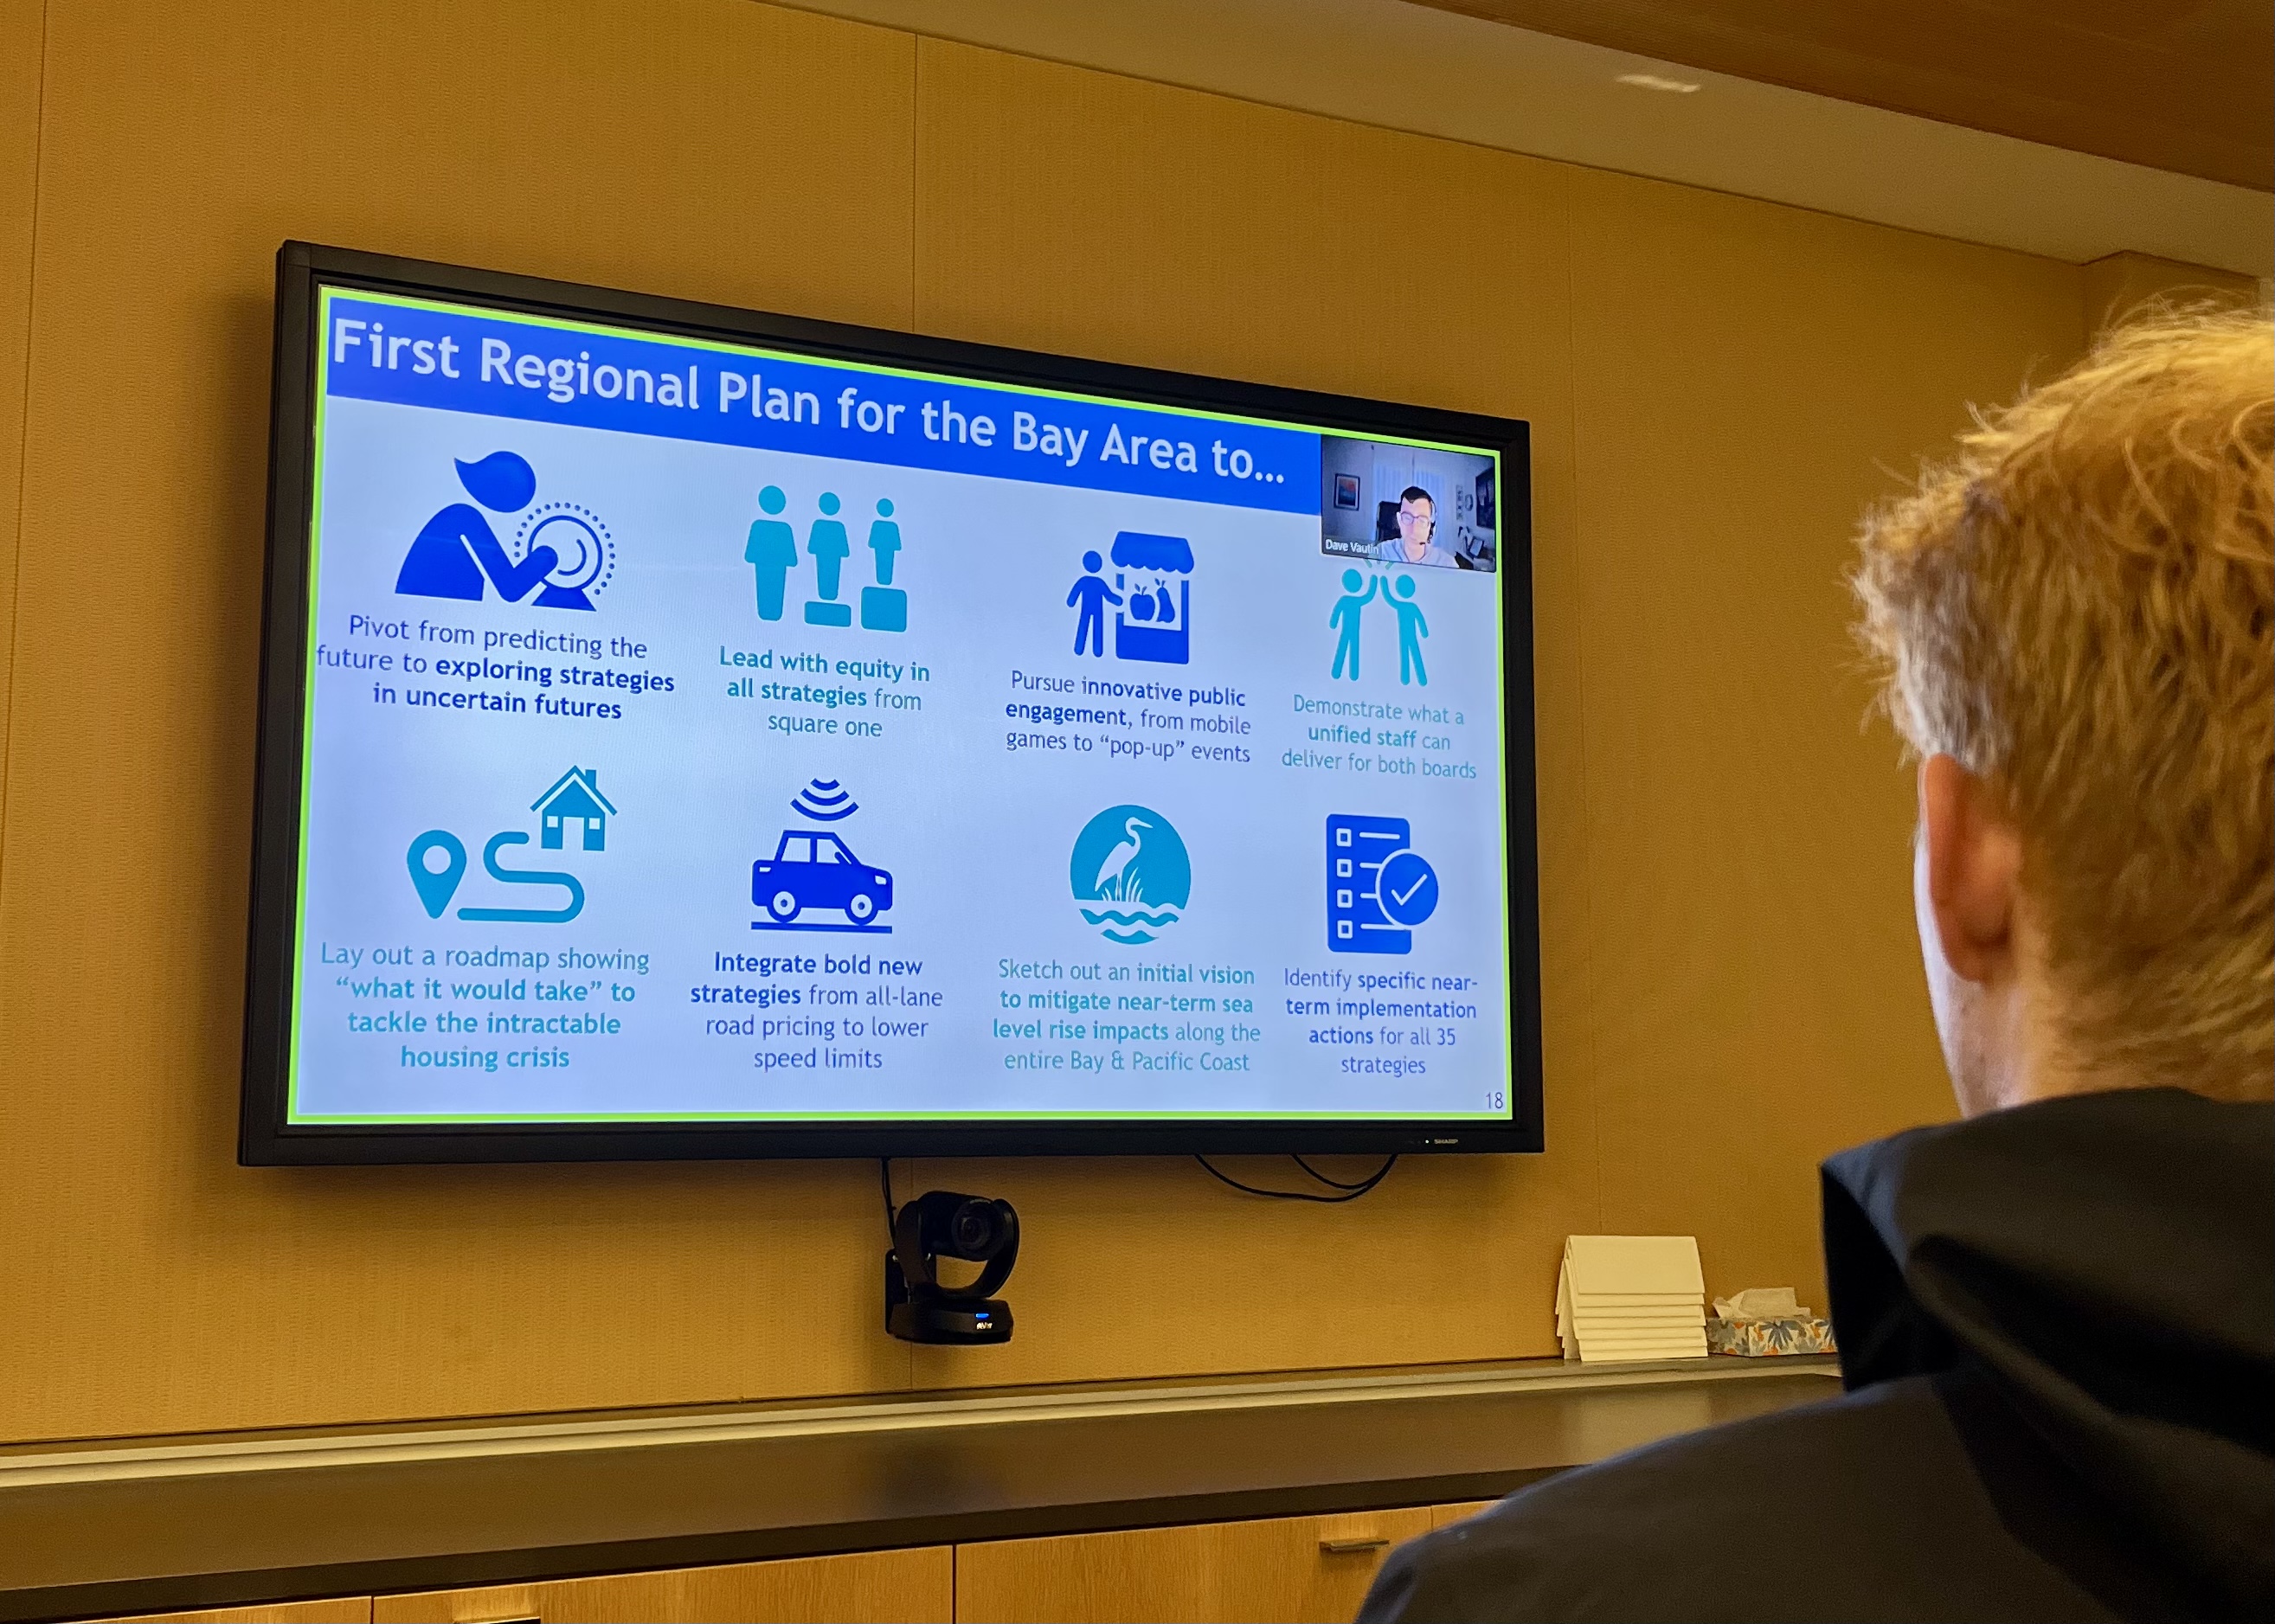 First Regional Plan for the Bay Area to...
Dave Vautin
Pivot from predicting the
future to exploring strategies
in uncertain futures
Lead with equity in
all strategies from
square one
Pursue innovative public
engagement, from mobile
games to “pop-up” events
Demonstrate what a
unified staff can
deliver for both boards
Lay out a roadmap showing
“what it would take” to
tackle the intractable
housing crisis
Integrate bold new
strategies from all-lane
road pricing to lower
speed limits
Sketch out an initial vision
to mitigate near-term sea
level rise impacts along the
entire Bay & Pacific Coast
Identify specific near-
term implementation
actions for all 35
strategies
18
SHARP